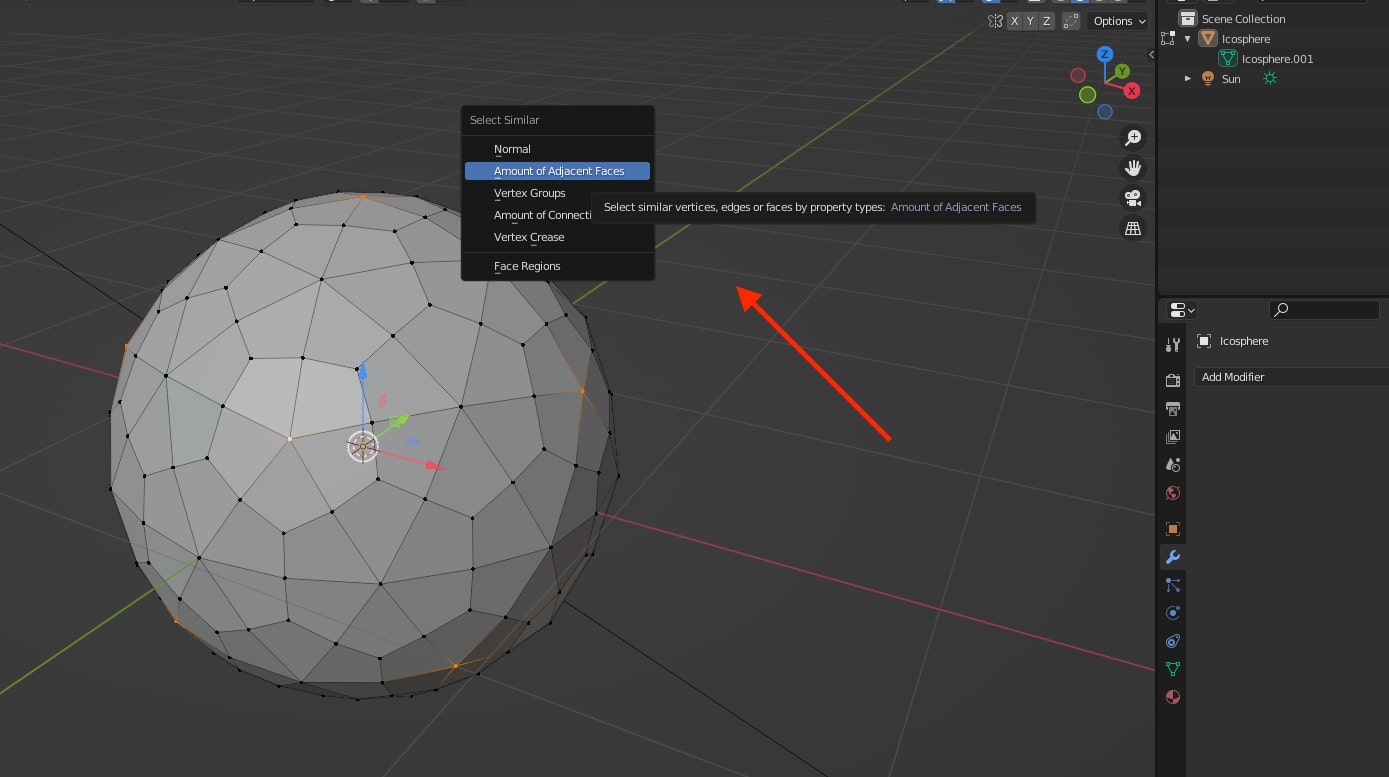 X Y Z Options
Scene Collection
Icosphere
Icosphere.001
Sun
Z
Y
X
Select Similar
Normal
Amount of Adjacent Faces
Vertex Groups
Select similar vertices, edges or faces by property types: Amount of Adjacent Faces
Amount of Connecti
Vertex Crease
Face Regions
Icosphere
Add Modifier